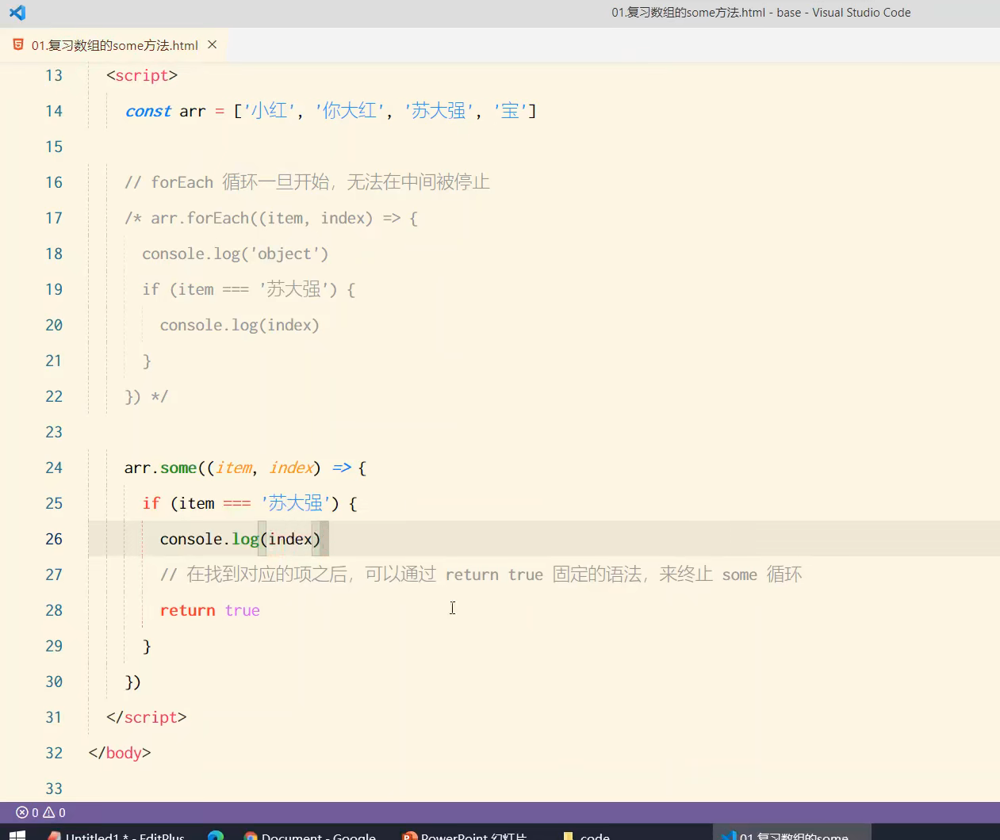 01.复习数组的some方法.html - base - Visual Studio Code
01.复习数组的some方法.html ×
13 <script>
14 const arr = ['小红', '你大红', '苏大强', '宝']
15
16 // forEach 循环一旦开始，无法在中间被停止
17 /* arr.forEach((item, index) => {
18 console.log('object')
19 if (item === '苏大强') {
20 console.log(index)
21 }
22 }) */
23
24 arr.some((item, index) => {
25 if (item === '苏大强') {
26 console.log(index)
27 // 在找到对应的项之后，可以通过 return true 固定的语法，来终止 some 循环
28 return true
29 }
30 })
31 </script>
32 </body>
33
0 0
Untitled1 * - EditPlus Document - Google PowerPoint 幻灯片 code 01.复习数组的some